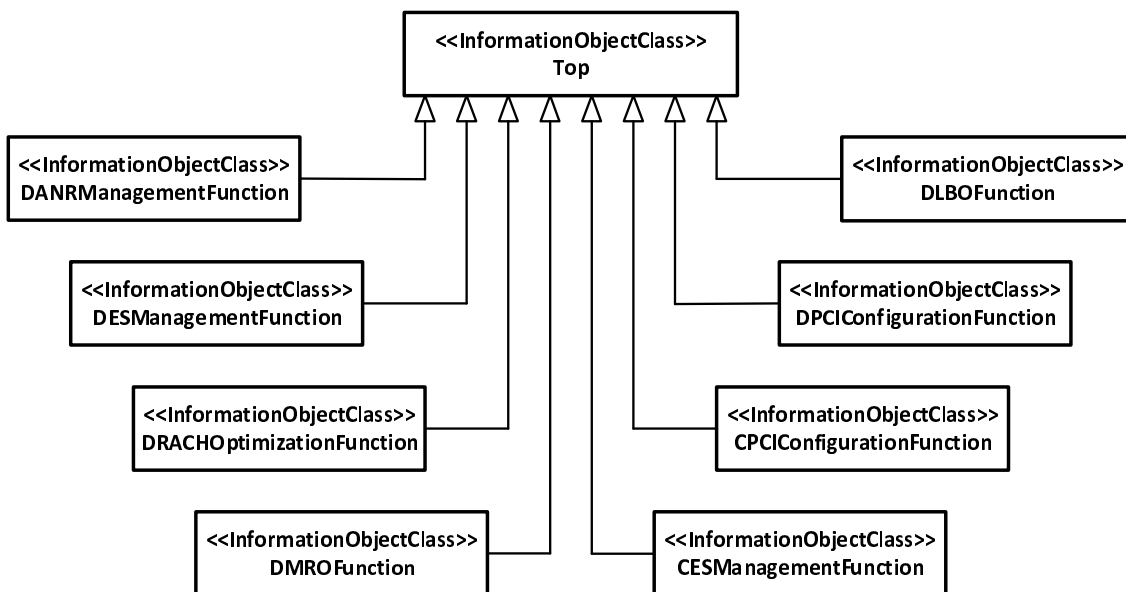 <<InformationObjectClass>>
Top
<<InformationObjectClass>>
DANRManagementFunction
<<InformationObjectClass>>
DLBOFunction
<<InformationObjectClass>>
DESManagementFunction
<<InformationObjectClass>>
DPCIConfigurationFunction
<<InformationObjectClass>>
DRACHOptimizationFunction
<<InformationObjectClass>>
CPCIConfigurationFunction
<<InformationObjectClass>>
DMROFunction
<<InformationObjectClass>>
CESManagementFunction